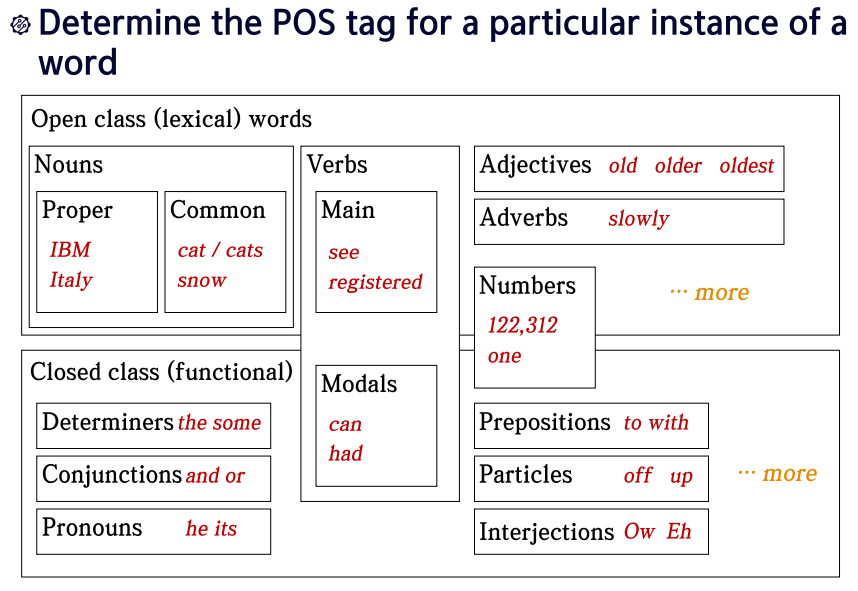 Determine the POS tag for a particular instance of a
word
Open class (lexical) words
Nouns
Proper
IBM
Italy
Common
cat / cats
snow
Verbs
Main
see
registered
Adjectives old older oldest
Adverbs slowly
Numbers
122,312
one
… more
Closed class (functional)
Determiners the some
Conjunctions and or
Pronouns he its
Modals
can
had
Prepositions to with
Particles off up
Interjections Ow Eh
… more